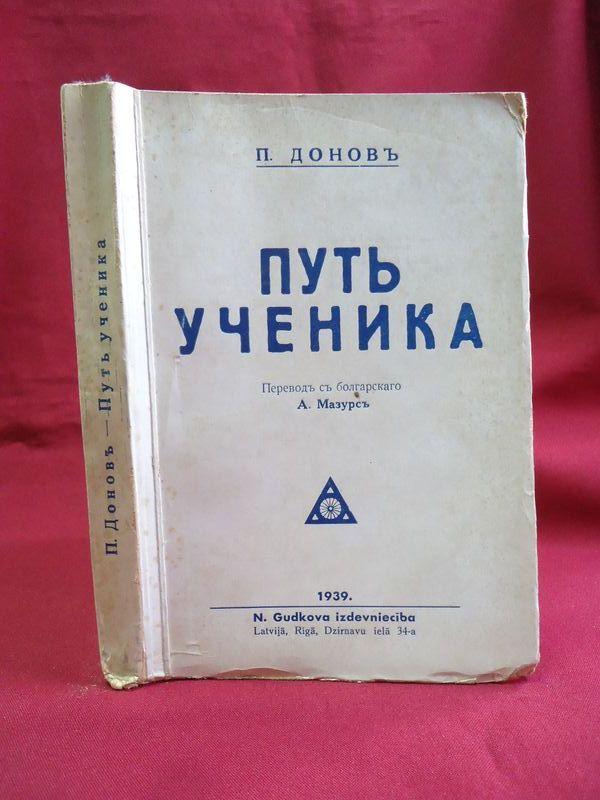 П. Доновъ — Путь ученика
П. ДОНОВЪ
ПУТЬ
УЧЕНИКА
Переводъ съ болгарскаго
А. Мазурсъ
1939.
N. Gudkova izdevniecība
Latvijā, Rīgā, Dzirnavu ielā 34-a